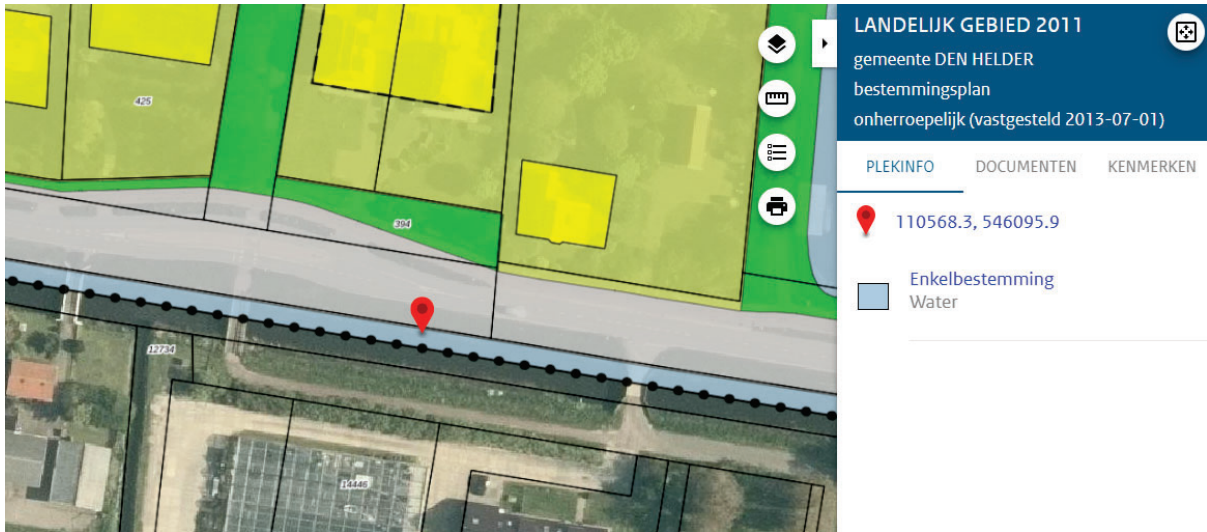 LANDELIJK GEBIED 2011
gemeente DEN HELDER
bestemmingsplan
onherroepelijk (vastgesteld 2013-07-01)
PLEKINFO DOCUMENTEN KENMERKEN
110568.3, 546095.9
Enkelbestemming
Water
425
394
12734
14446